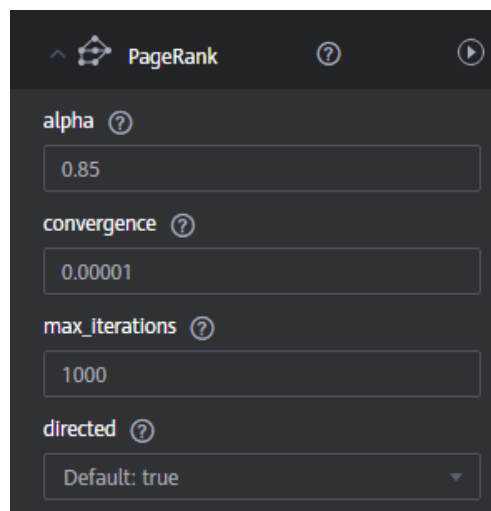 PageRank
alpha
0.85
convergence
0.00001
max_iterations
1000
directed
Default: true